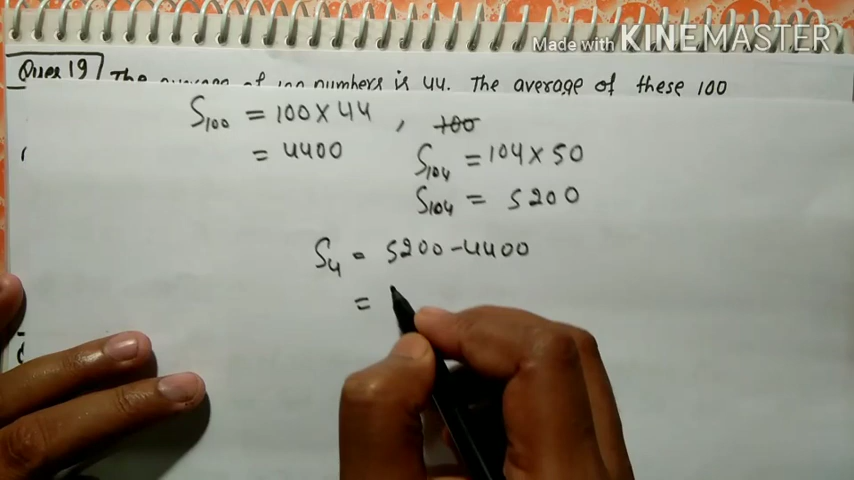 Made with KINEMASTER
Ques 19 The average of 100 numbers is 44. The average of these 100
S100 = 100 × 44 , 100
= 4400
S104 = 104 × 50
S104 = 5200
S4 = 5200 - 4400
=